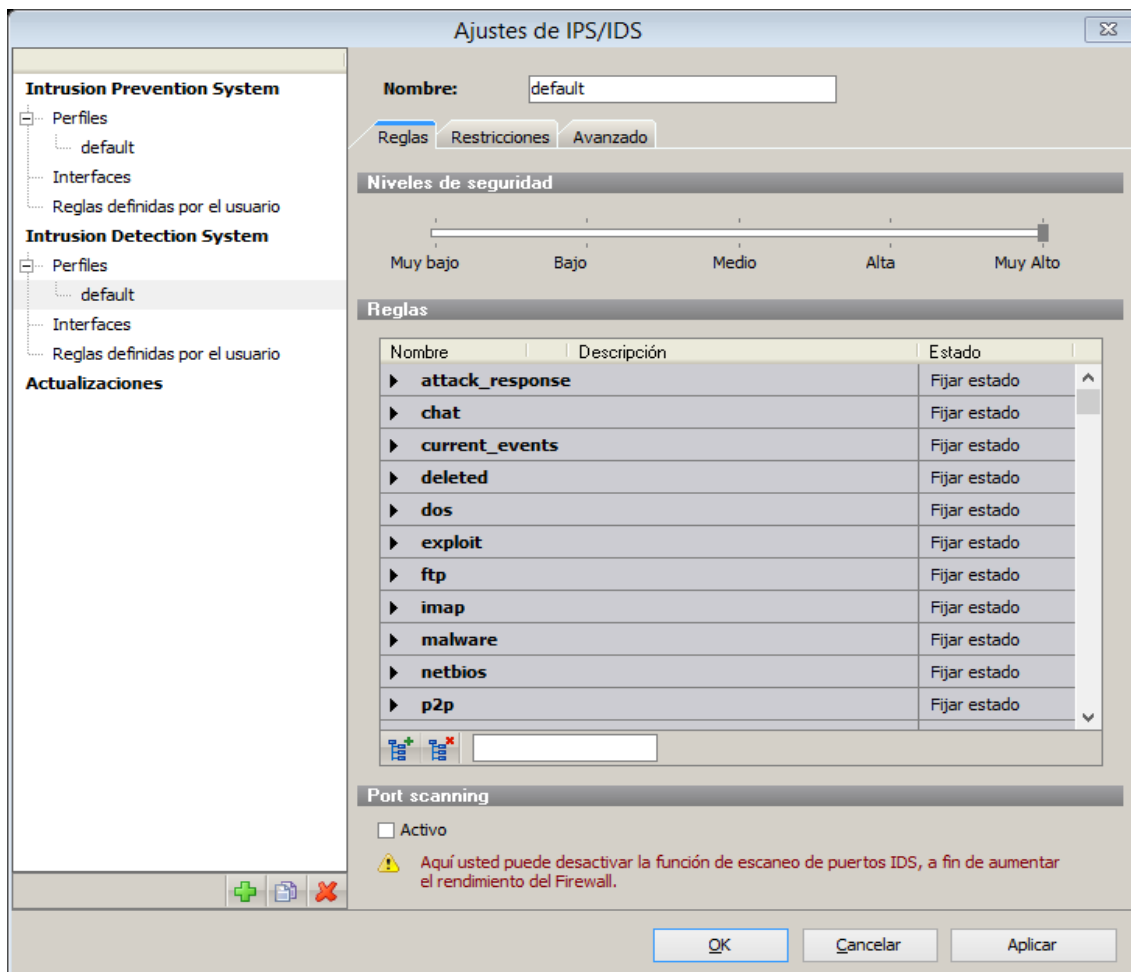 Ajustes de IPS/IDS
Intrusion Prevention System
Perfiles
default
Interfaces
Reglas definidas por el usuario
Intrusion Detection System
Perfiles
default
Interfaces
Reglas definidas por el usuario
Actualizaciones
Nombre: default
Reglas Restricciones Avanzado
Niveles de seguridad
Muy bajo Bajo Medio Alta Muy Alto
Reglas
Nombre Descripción Estado
attack_response Fijar estado
chat Fijar estado
current_events Fijar estado
deleted Fijar estado
dos Fijar estado
exploit Fijar estado
ftp Fijar estado
imap Fijar estado
malware Fijar estado
netbios Fijar estado
p2p Fijar estado
Port scanning
Activo
Aquí usted puede desactivar la función de escaneo de puertos IDS, a fin de aumentar
el rendimiento del Firewall.
OK Cancelar Aplicar